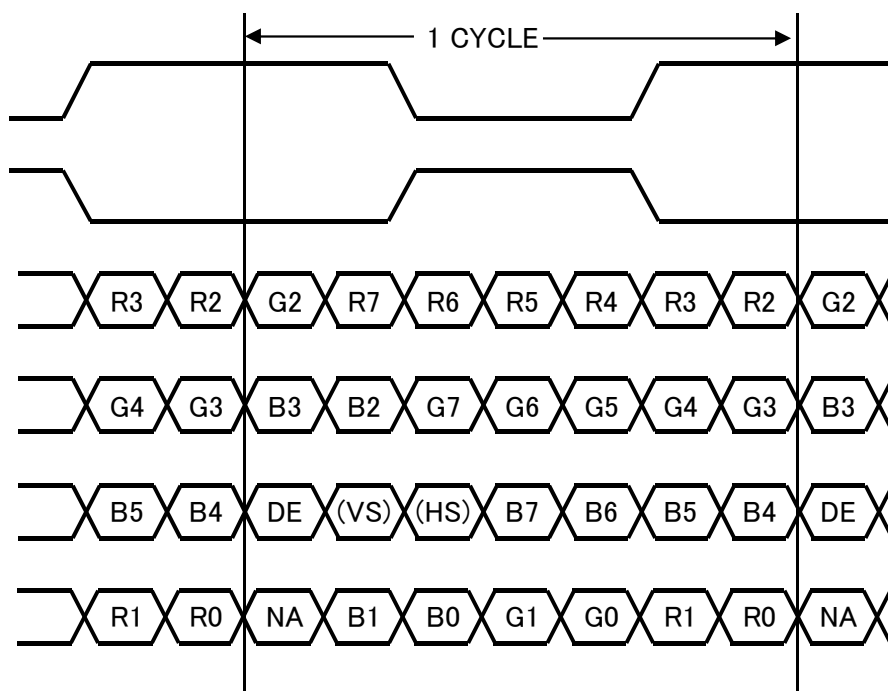 1 CYCLE
R3 R2 G2 R7 R6 R5 R4 R3 R2 G2
G4 G3 B3 B2 G7 G6 G5 G4 G3 B3
B5 B4 DE (VS) (HS) B7 B6 B5 B4 DE
R1 R0 NA B1 B0 G1 G0 R1 R0 NA